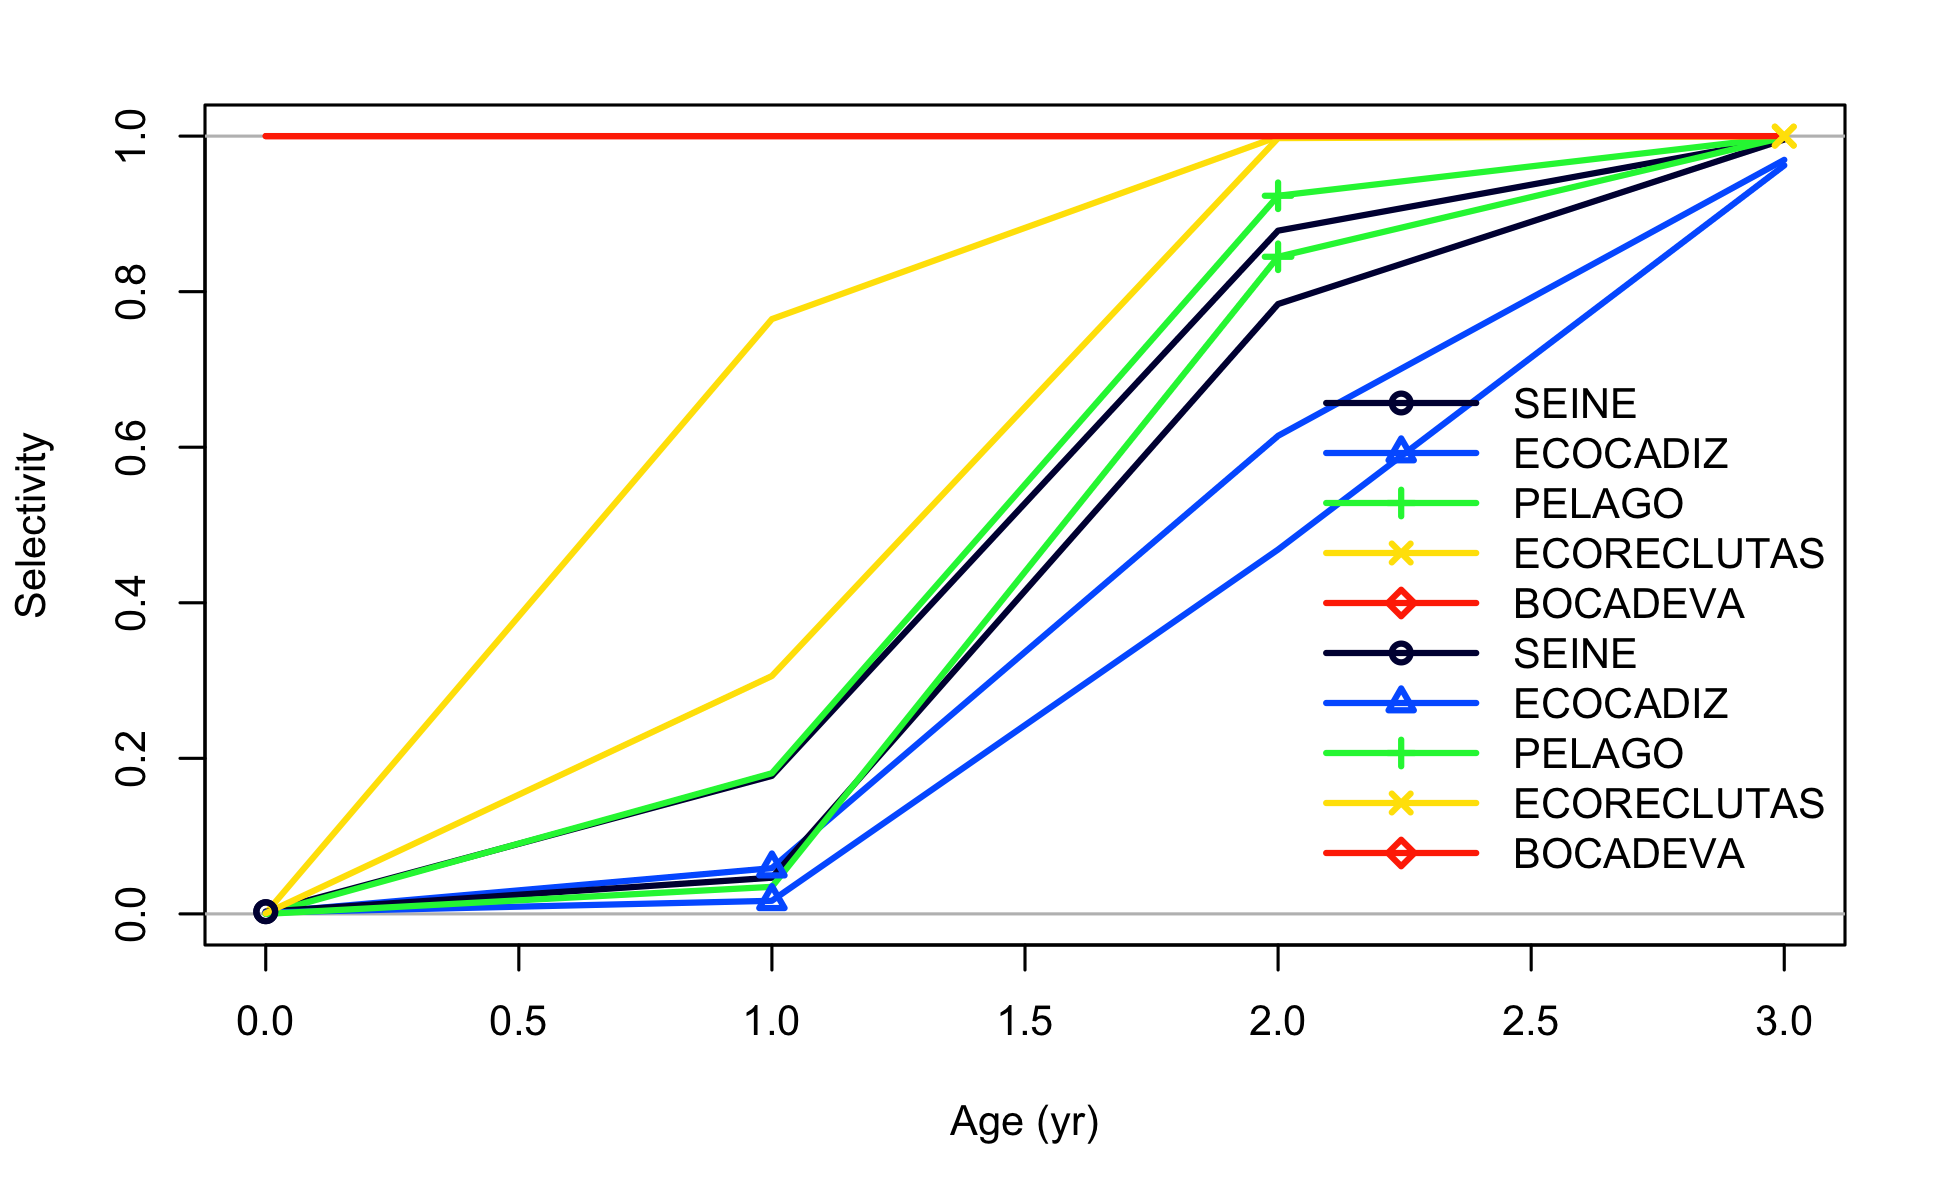 1.0
0.8
0.6
0.4
0.2
0.0
Selectivity
SEINE
ECOCADIZ
PELAGO
ECORECLUTAS
BOCADEVA
SEINE
ECOCADIZ
PELAGO
ECORECLUTAS
BOCADEVA
0.0 0.5 1.0 1.5 2.0 2.5 3.0
Age (yr)